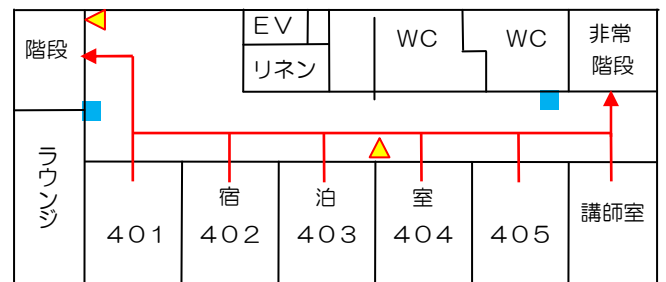 階段
ＥＶ
リネン
ＷＣ
ＷＣ
非常
階段
ラウンジ
宿 泊 室
４０１
４０２
４０３
４０４
４０５
講師室